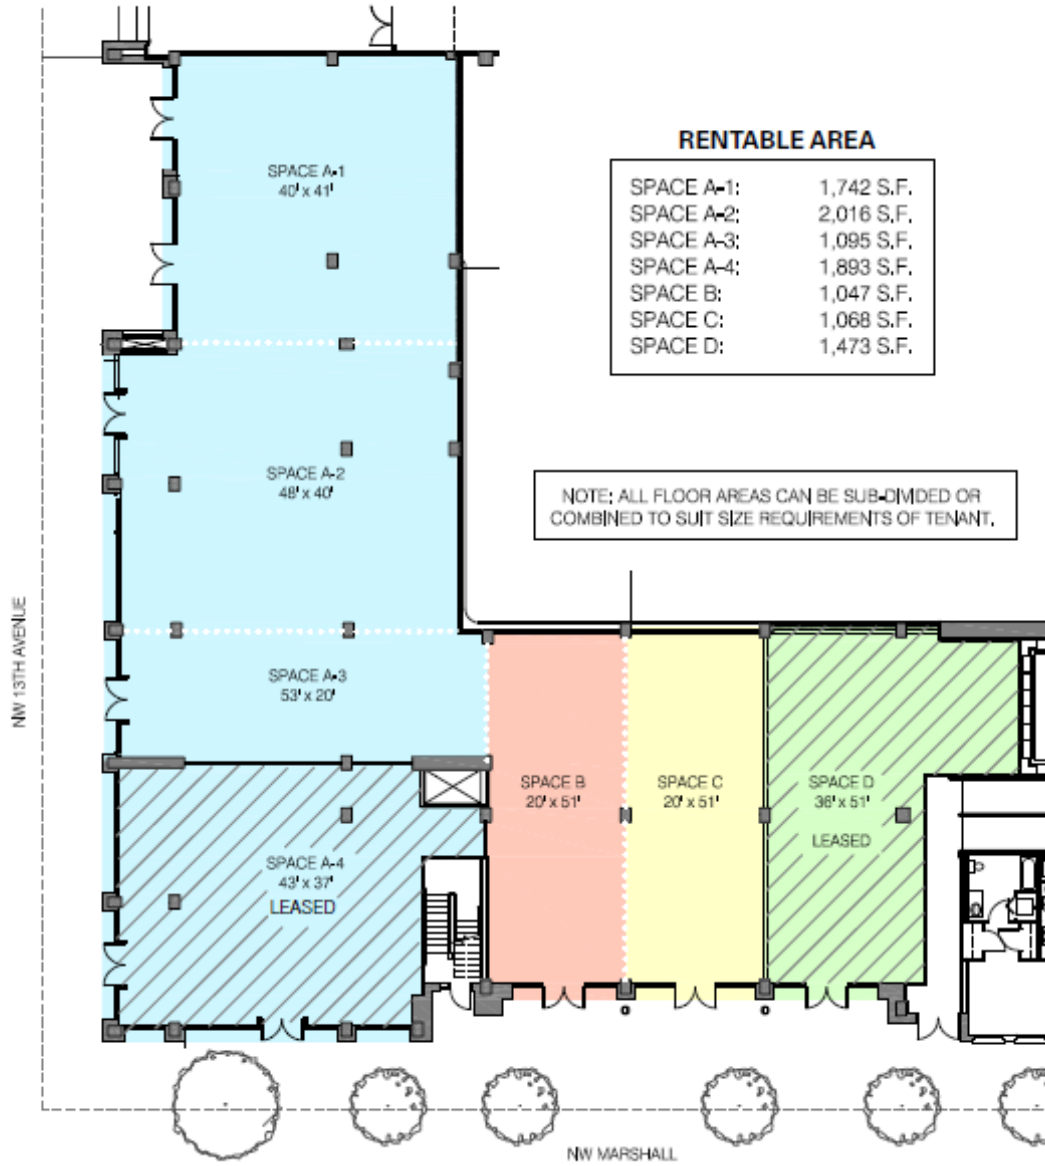 RENTABLE AREA
SPACE A-1: 1,742 S.F.
SPACE A-2: 2,016 S.F.
SPACE A-3: 1,095 S.F.
SPACE A-4: 1,893 S.F.
SPACE B: 1,047 S.F.
SPACE C: 1,068 S.F.
SPACE D: 1,473 S.F.
SPACE A-1
40' x 41'
NOTE: ALL FLOOR AREAS CAN BE SUB-DIVIDED OR
COMBINED TO SUIT SIZE REQUIREMENTS OF TENANT.
SPACE A-2
48' x 40'
NW 13TH AVENUE
SPACE A-3
53' x 20'
SPACE B
20' x 51'
SPACE C
20' x 51'
SPACE D
36' x 51'
LEASED
SPACE A-4
43' x 37'
LEASED
NW MARSHALL